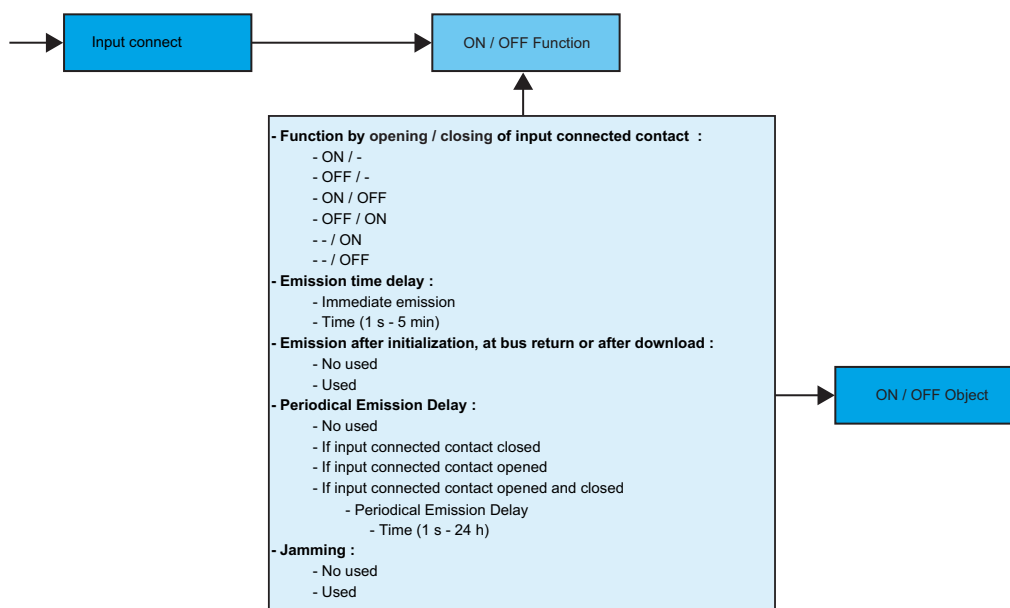 Input connect
ON / OFF Function
- Function by opening / closing of input connected contact :
- ON / -
- OFF / -
- ON / OFF
- OFF / ON
- - / ON
- - / OFF
- Emission time delay :
- Immediate emission
- Time (1 s - 5 min)
- Emission after initialization, at bus return or after download :
- No used
- Used
- Periodical Emission Delay :
- No used
- If input connected contact closed
- If input connected contact opened
- If input connected contact opened and closed
- Periodical Emission Delay
- Time (1 s - 24 h)
- Jamming :
- No used
- Used
ON / OFF Object